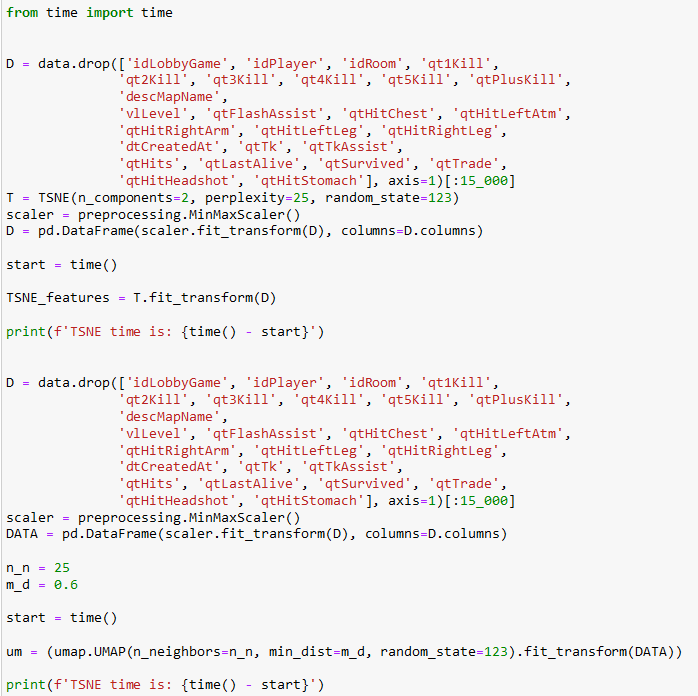 from time import time
D = data.drop(['idLobbyGame', 'idPlayer', 'idRoom', 'qt1Kill',
'qt2Kill', 'qt3Kill', 'qt4Kill', 'qt5Kill', 'qtPlusKill',
'descMapName',
'vlLevel', 'qtFlashAssist', 'qtHitChest', 'qtHitLeftAtm',
'qtHitRightArm', 'qtHitLeftLeg', 'qtHitRightLeg',
'dtCreatedAt', 'qtTk', 'qtTkAssist',
'qtHits', 'qtLastAlive', 'qtSurvived', 'qtTrade',
'qtHitHeadshot', 'qtHitStomach'], axis=1)[:15_000]
T = TSNE(n_components=2, perplexity=25, random_state=123)
scaler = preprocessing.MinMaxScaler()
D = pd.DataFrame(scaler.fit_transform(D), columns=D.columns)
start = time()
TSNE_features = T.fit_transform(D)
print(f'TSNE time is: {time() - start}')
D = data.drop(['idLobbyGame', 'idPlayer', 'idRoom', 'qt1Kill',
'qt2Kill', 'qt3Kill', 'qt4Kill', 'qt5Kill', 'qtPlusKill',
'descMapName',
'vlLevel', 'qtFlashAssist', 'qtHitChest', 'qtHitLeftAtm',
'qtHitRightArm', 'qtHitLeftLeg', 'qtHitRightLeg',
'dtCreatedAt', 'qtTk', 'qtTkAssist',
'qtHits', 'qtLastAlive', 'qtSurvived', 'qtTrade',
'qtHitHeadshot', 'qtHitStomach'], axis=1)[:15_000]
scaler = preprocessing.MinMaxScaler()
DATA = pd.DataFrame(scaler.fit_transform(D), columns=D.columns)
n_n = 25
m_d = 0.6
start = time()
um = (umap.UMAP(n_neighbors=n_n, min_dist=m_d, random_state=123).fit_transform(DATA))
print(f'TSNE time is: {time() - start}')